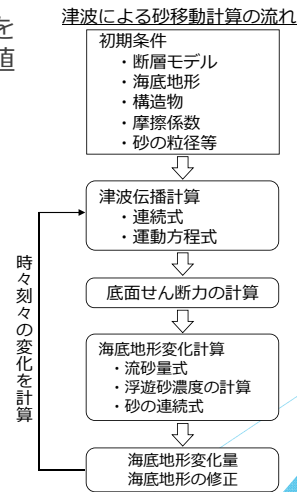 を
値
津波による砂移動計算の流れ
初期条件
・断層モデル
・海底地形
・構造物
・摩擦係数
・砂の粒径等
津波伝播計算
・連続式
・運動方程式
底面せん断力の計算
海底地形変化計算
・流砂量式
・浮遊砂濃度の計算
・砂の連続式
海底地形変化量
海底地形の修正
時々刻々の変化を計算